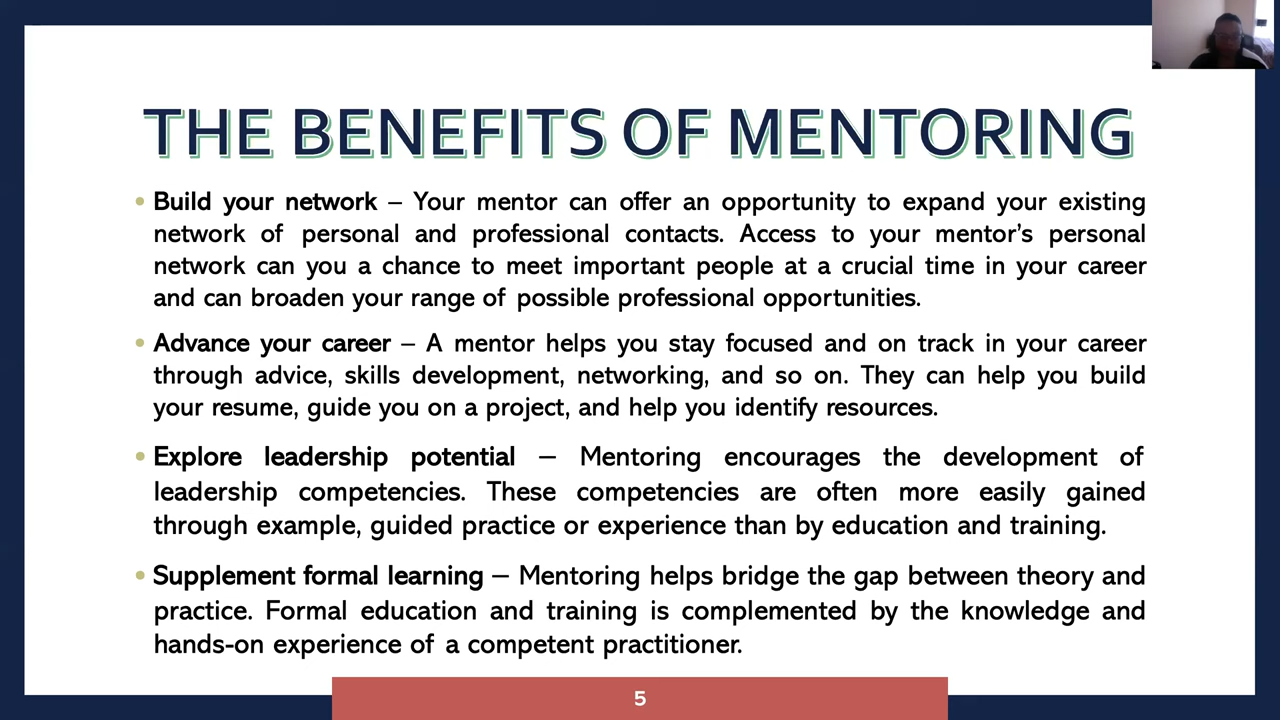 THE BENEFITS OF MENTORING
• Build your network – Your mentor can offer an opportunity to expand your existing
network of personal and professional contacts. Access to your mentor’s personal
network can you a chance to meet important people at a crucial time in your career
and can broaden your range of possible professional opportunities.
• Advance your career – A mentor helps you stay focused and on track in your career
through advice, skills development, networking, and so on. They can help you build
your resume, guide you on a project, and help you identify resources.
• Explore leadership potential – Mentoring encourages the development of
leadership competencies. These competencies are often more easily gained
through example, guided practice or experience than by education and training.
• Supplement formal learning – Mentoring helps bridge the gap between theory and
practice. Formal education and training is complemented by the knowledge and
hands-on experience of a competent practitioner.
5